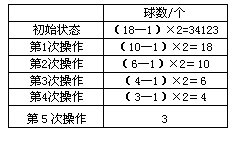 球数/个
初始状态 （18—1）×2=34123
第1次操作 （10—1）×2=18
第2次操作 （6—1）×2=10
第3次操作 （4—1）×2=6
第4次操作 （3—1）×2=4
第5次操作 3